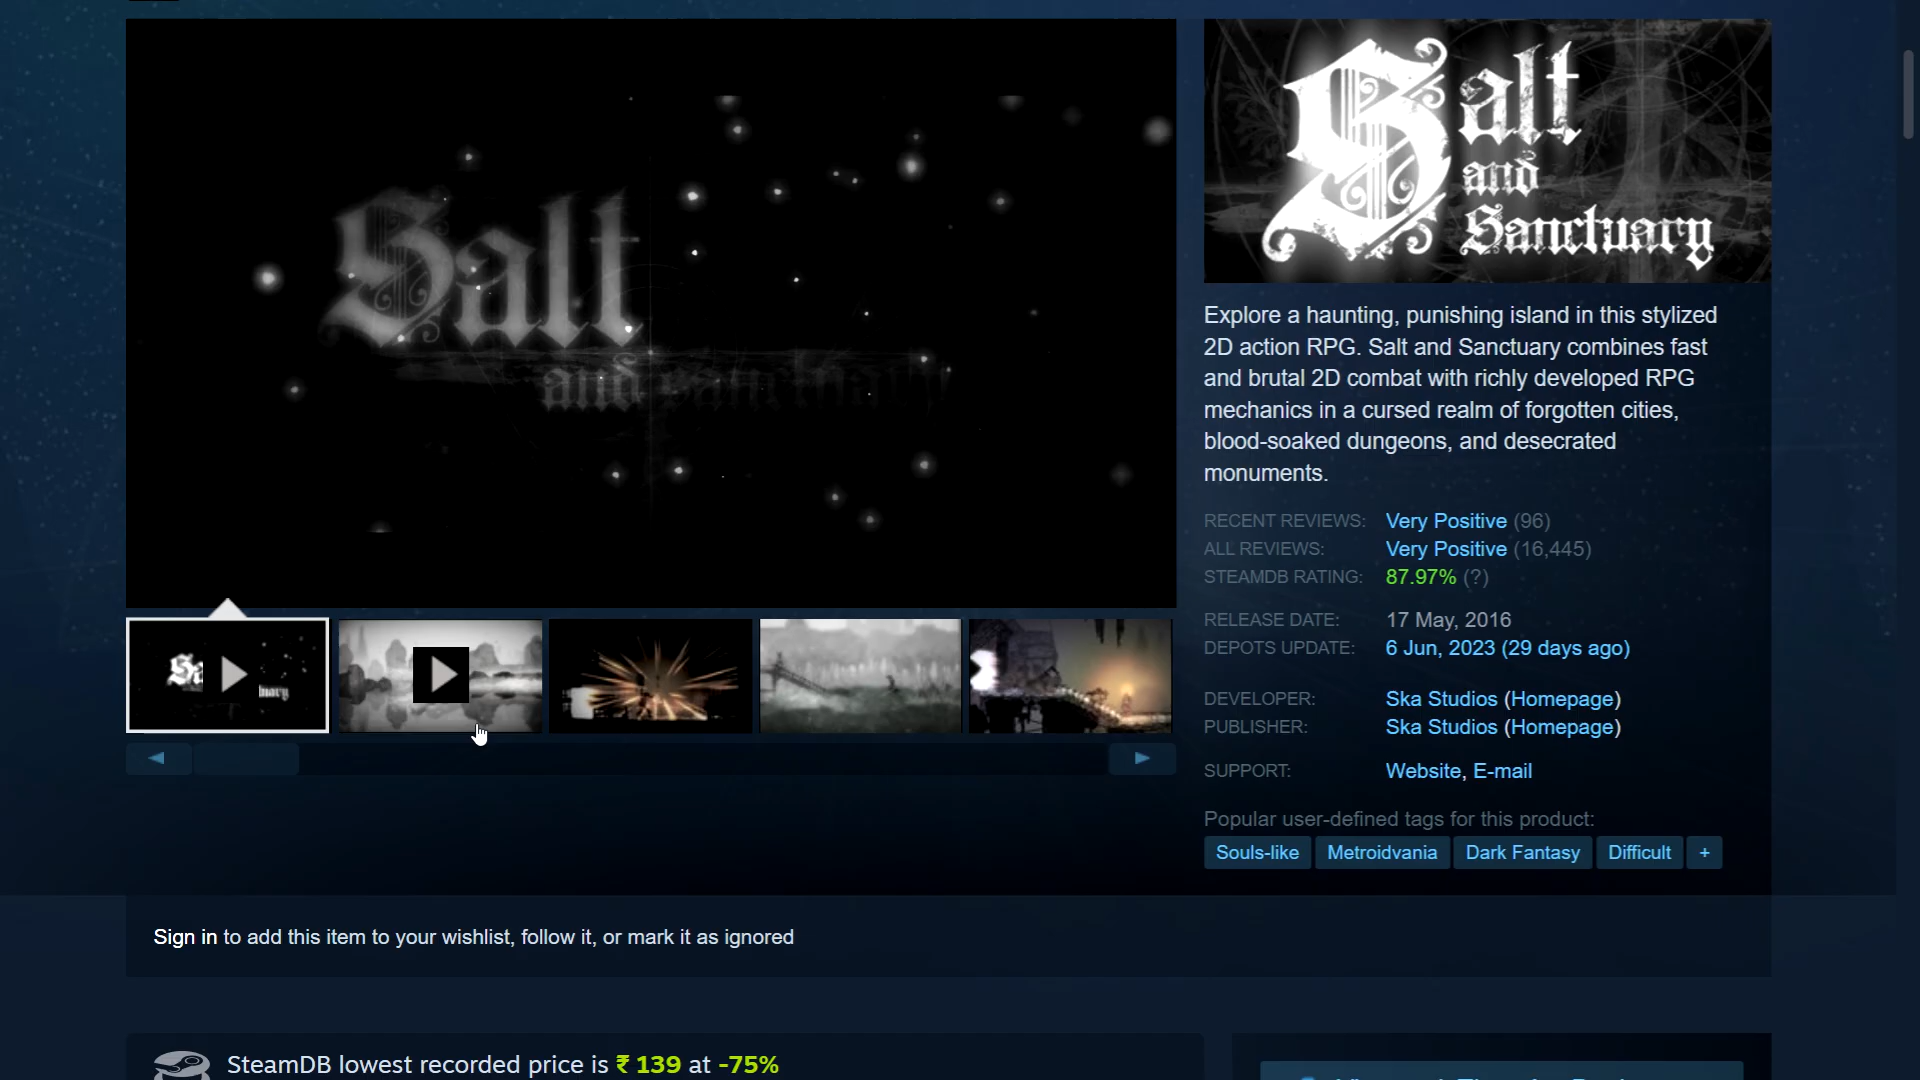 Salt
and sanctuary
Salt
and
Sanctuary
Explore a haunting, punishing island in this stylized
2D action RPG. Salt and Sanctuary combines fast
and brutal 2D combat with richly developed RPG
mechanics in a cursed realm of forgotten cities,
blood-soaked dungeons, and desecrated
monuments.
RECENT REVIEWS: Very Positive (96)
ALL REVIEWS: Very Positive (16,445)
STEAMDB RATING: 87.97% (?)
RELEASE DATE: 17 May, 2016
DEPOTS UPDATE: 6 Jun, 2023 (29 days ago)
DEVELOPER: Ska Studios (Homepage)
PUBLISHER: Ska Studios (Homepage)
SUPPORT: Website, E-mail
Popular user-defined tags for this product:
Souls-like Metroidvania Dark Fantasy Difficult +
Sign in to add this item to your wishlist, follow it, or mark it as ignored
SteamDB lowest recorded price is ₹ 139 at -75%